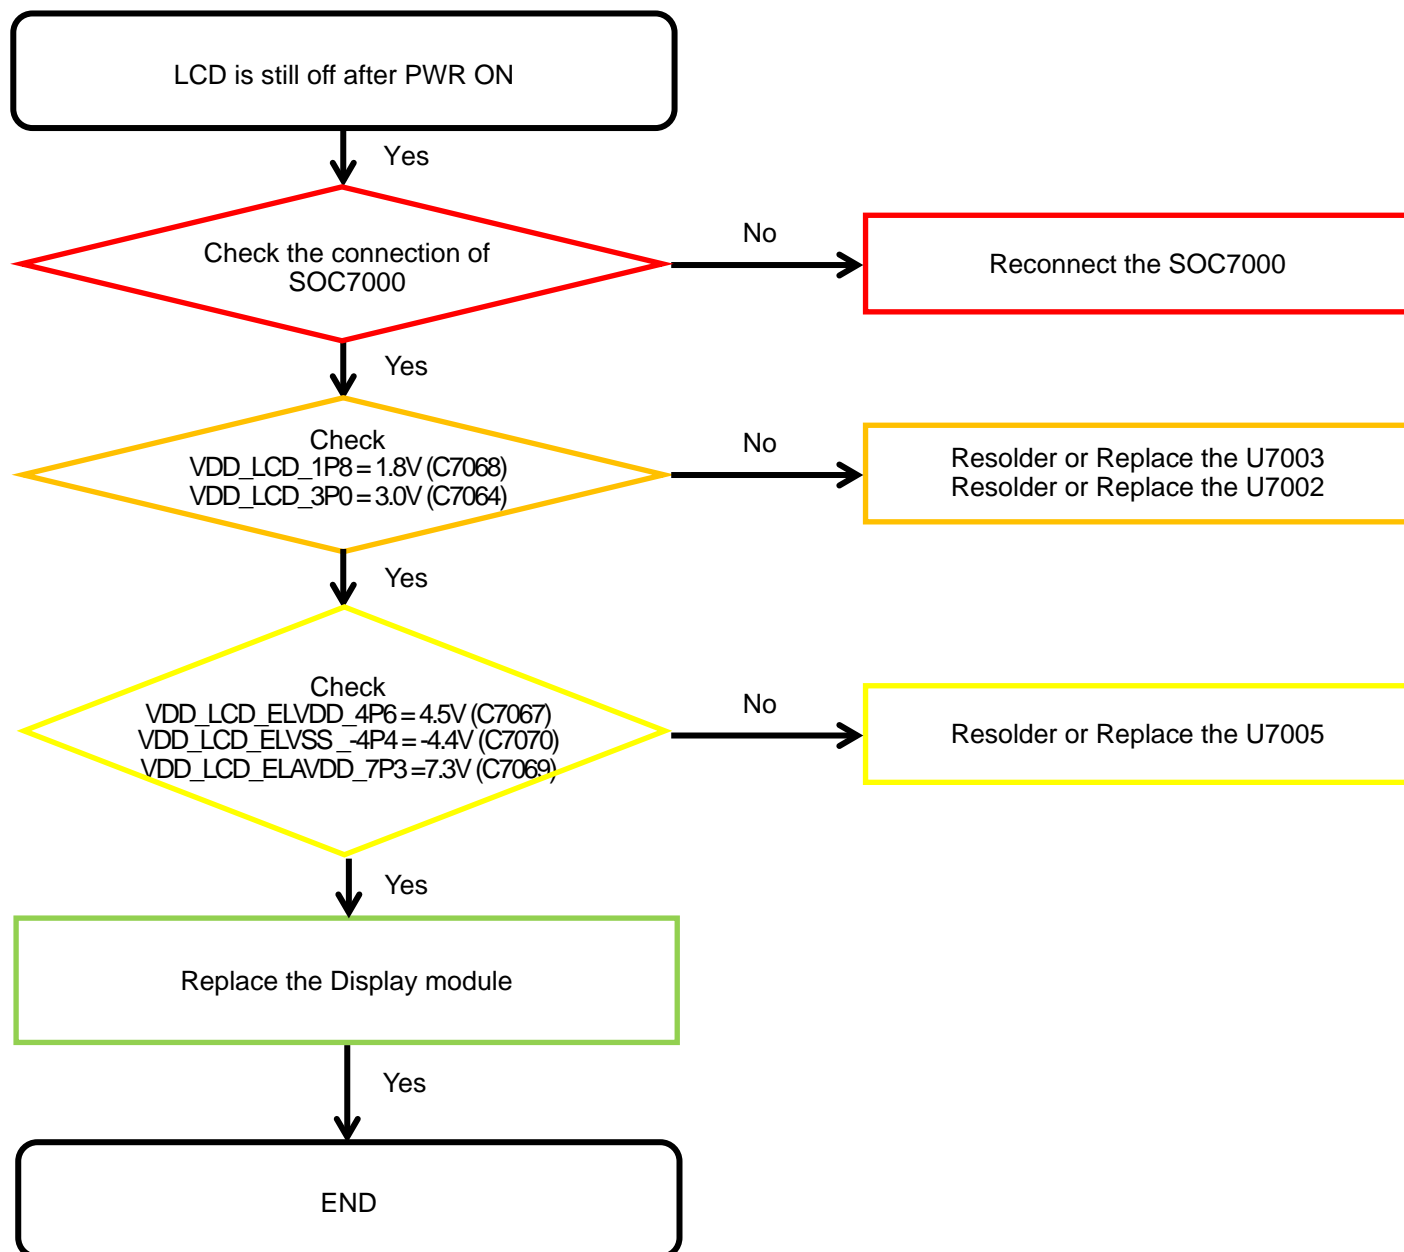 LCD is still off after PWR ON
Yes
Check the connection of
SOC7000
No
Reconnect the SOC7000
Yes
Check
VDD_LCD_1P8 = 1.8V (C7068)
VDD_LCD_3P0 = 3.0V (C7064)
No
Resolder or Replace the U7003
Resolder or Replace the U7002
Yes
Check
VDD_LCD_ELVDD_4P6 = 4.5V (C7067)
VDD_LCD_ELVSS _-4P4 = -4.4V (C7070)
VDD_LCD_ELAVDD_7P3 =7.3V (C7069)
No
Resolder or Replace the U7005
Yes
Replace the Display module
Yes
END